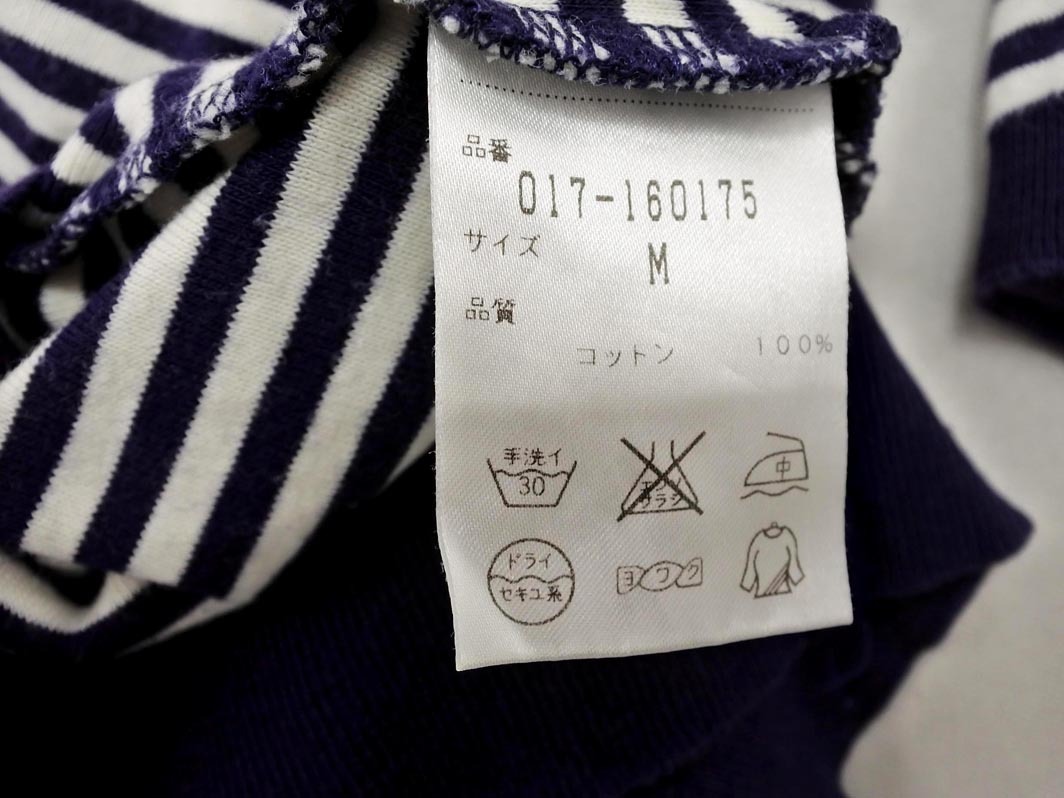 品番
017-160175
サイズ
M
品質
コットン 100%
手洗イ
30
エンソ
サラシ
中
ドライ
セキユ系
ヨワク